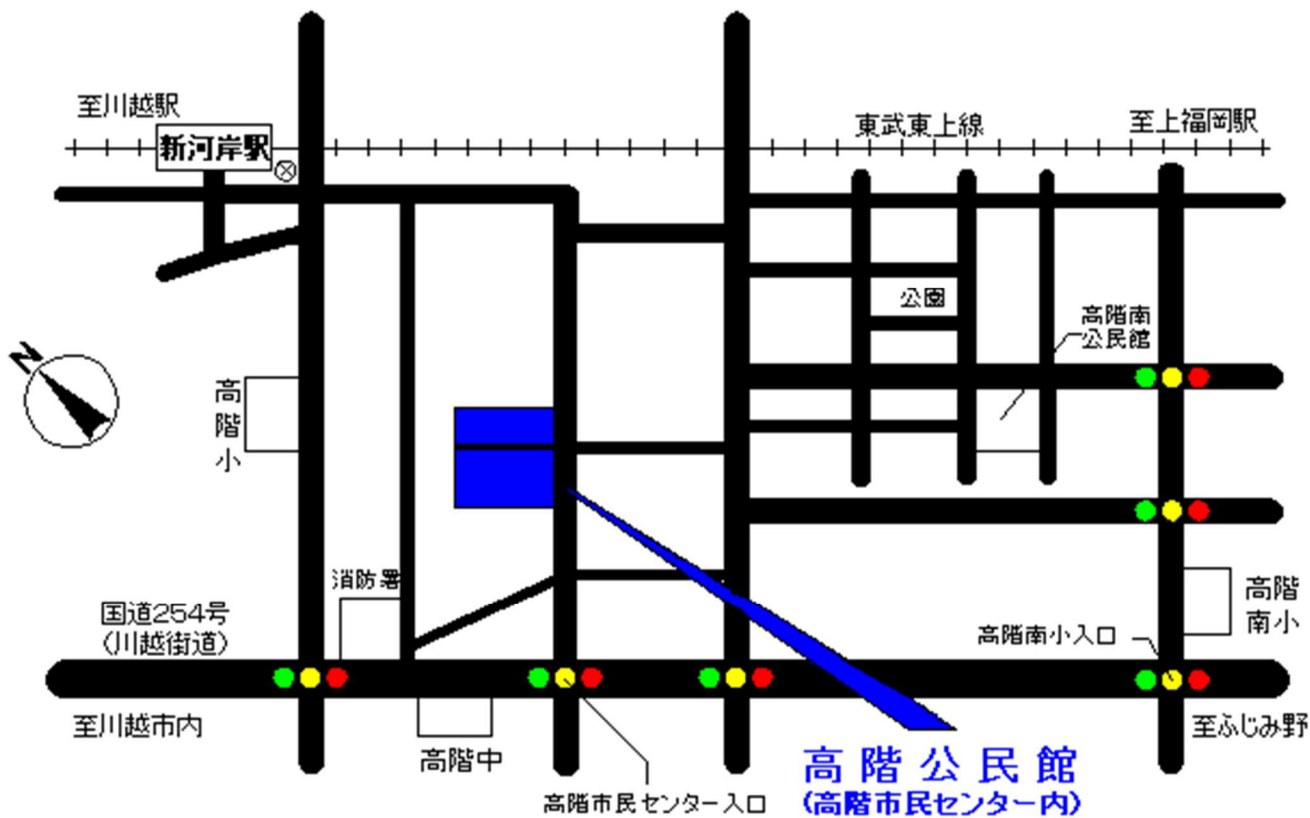 至川越駅
新河岸駅
東武東上線
至上福岡駅
公園
高階南
公民館
N
高階小
消防署
国道254号
(川越街道)
高階南小入口
高階
南小
至川越市内
高階中
至ふじみ野
高階市民センター入口
高階公民館
(高階市民センター内)